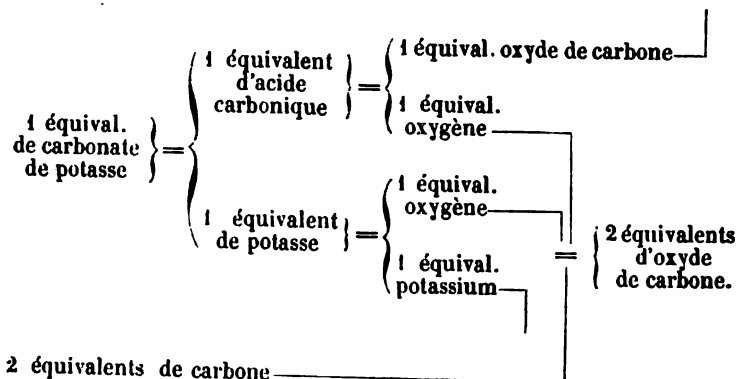 1 équivalent
d'acide
carbonique
= 1 équival. oxyde de carbone
1 équival.
oxygène
1 équival.
de carbonate
de potasse
=
1 équivalent
de potasse
=
1 équival.
oxygène
1 équival.
potassium
= 2 équivalents
d'oxyde
de carbone.
2 équivalents de carbone